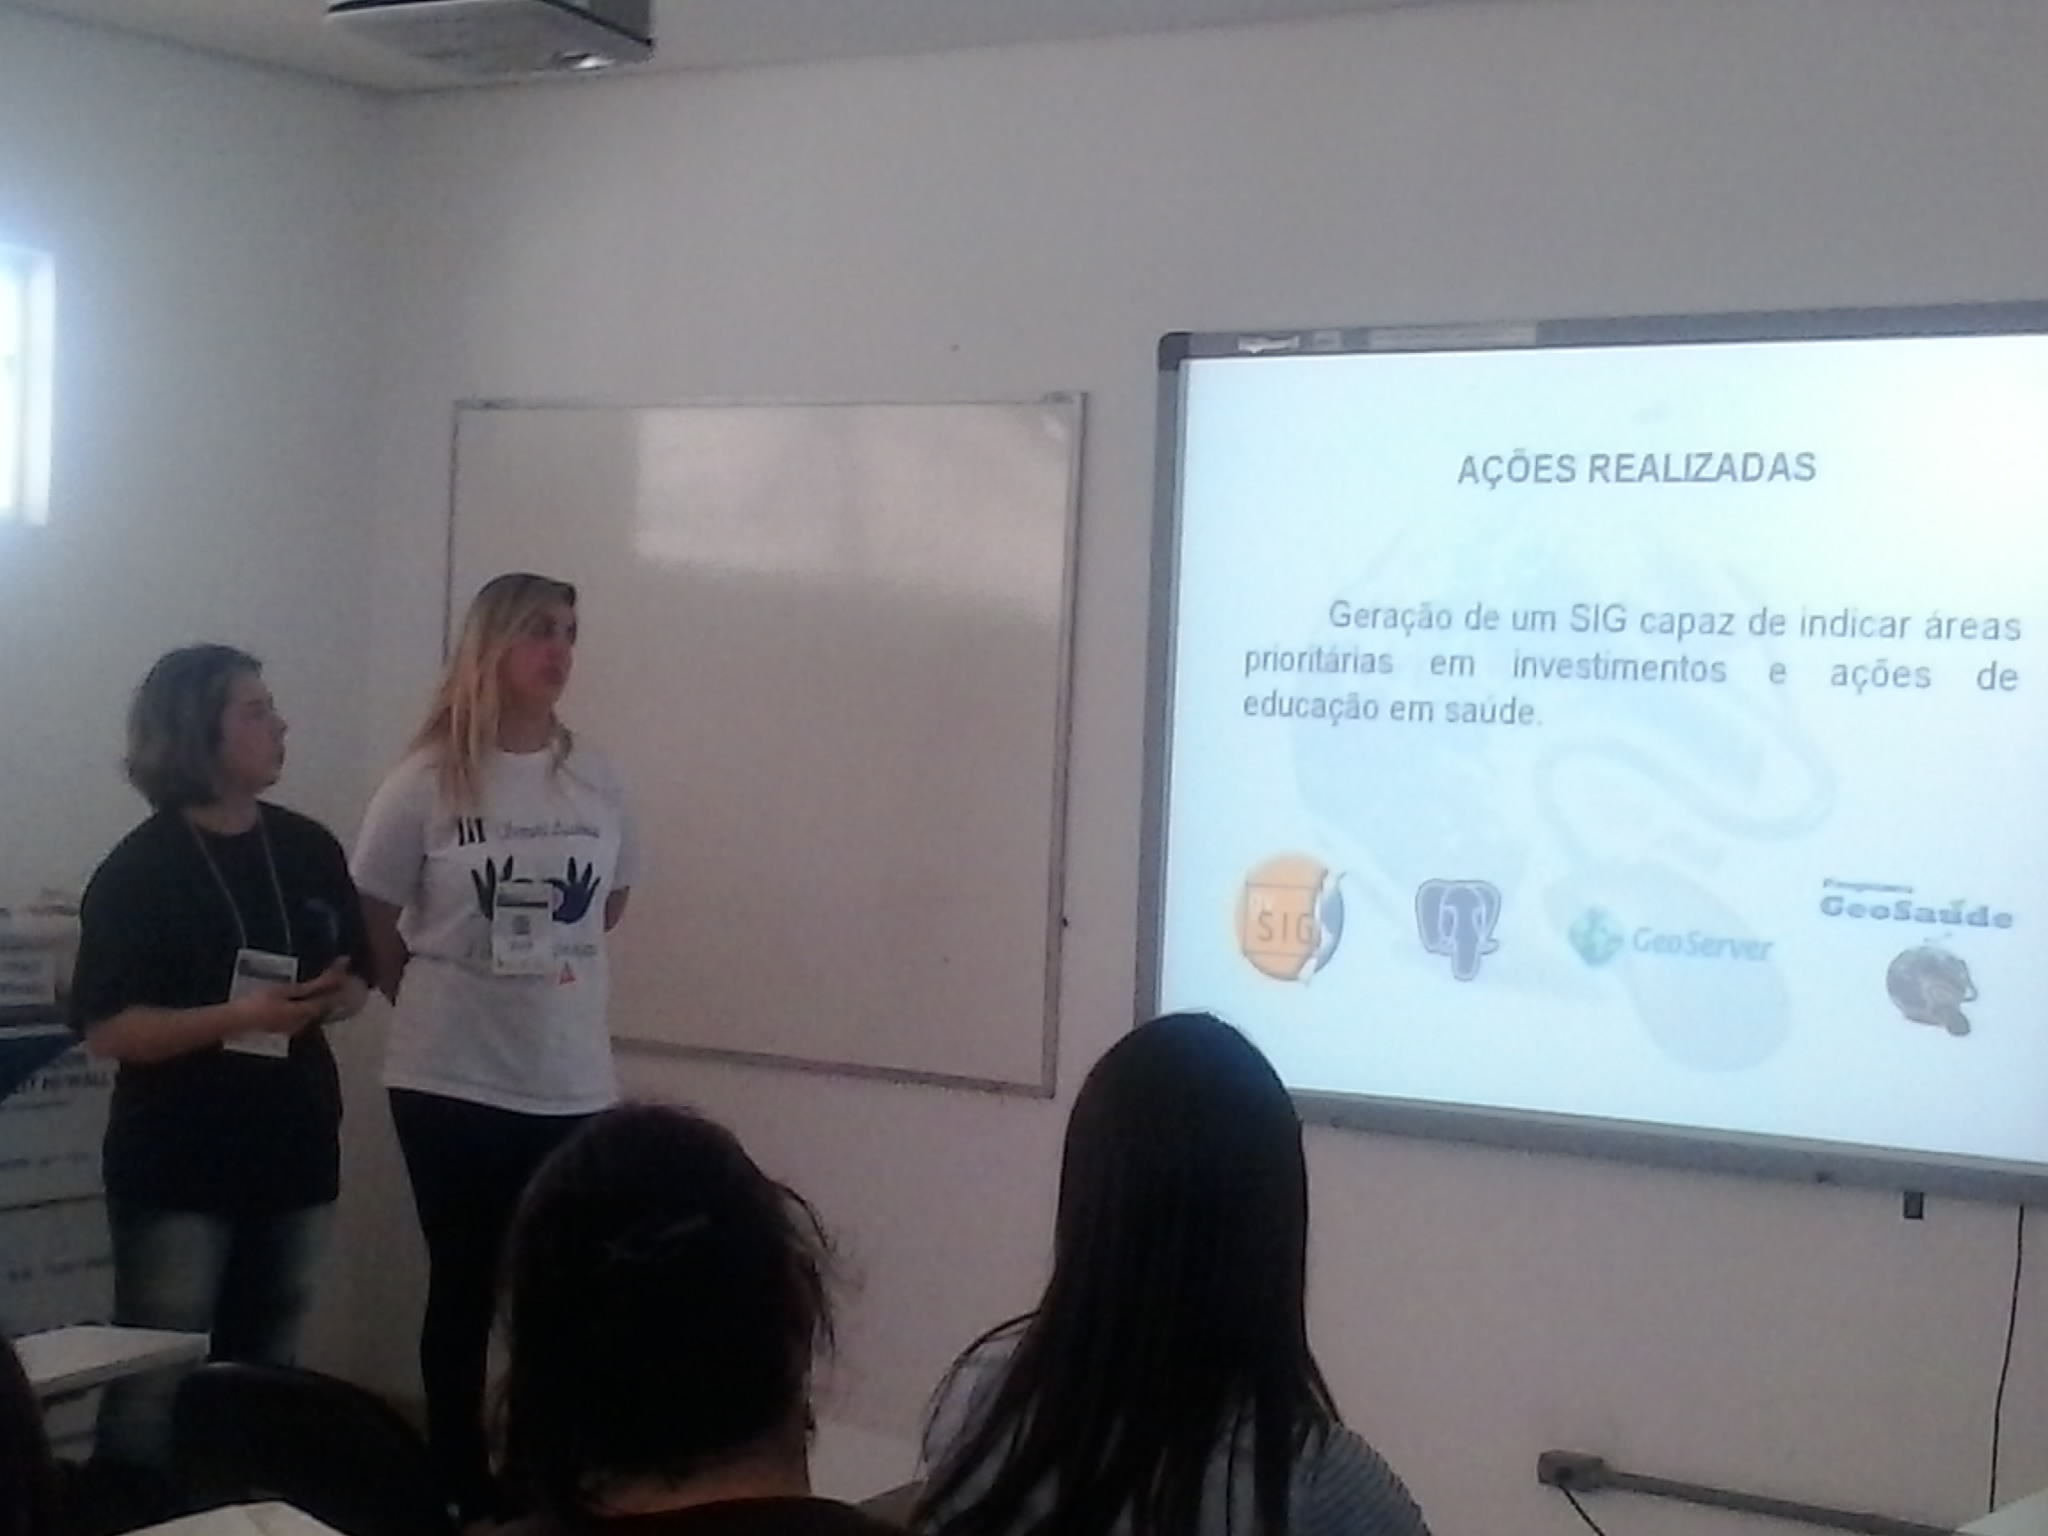 AÇÕES REALIZADAS
Geração de um SIG capaz de indicar áreas
prioritárias em investimentos e ações de
educação em saúde.
SIG
GeoServer
Programa
GeoSaúde
III